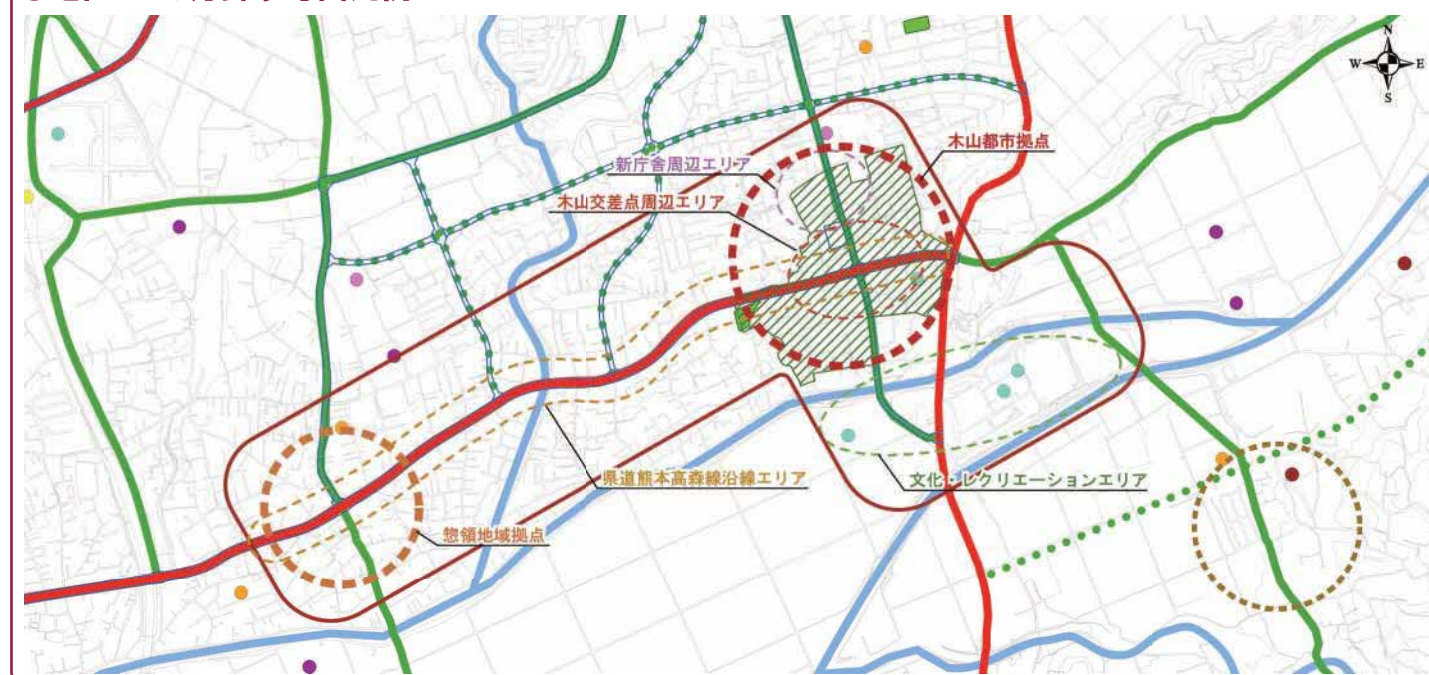 N
W E
S
木山都市拠点
新庁舎周辺エリア
木山交差点周辺エリア
県道熊本高森線沿線エリア
文化・レクリエーションエリア
惣領地域拠点